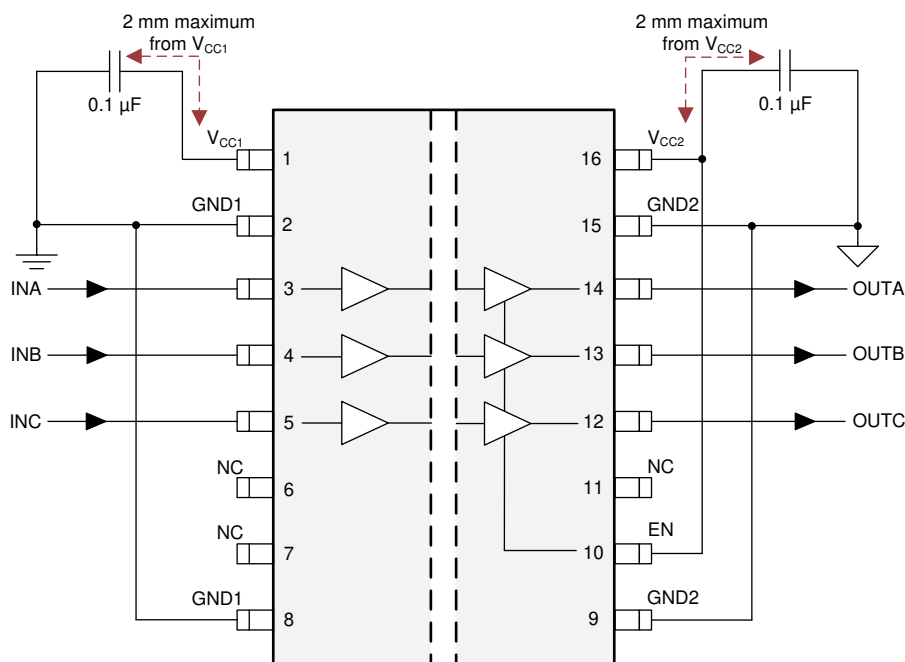 2 mm maximum
from VCC1
2 mm maximum
from VCC2
0.1 µF
0.1 µF
VCC1
1
16
VCC2
GND1
2
15
GND2
INA
3
14
OUTA
INB
4
13
OUTB
INC
5
12
OUTC
NC
6
11
NC
NC
7
10
EN
GND1
8
9
GND2